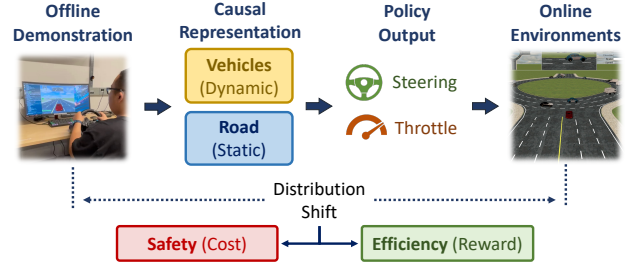 Offline
Demonstration
Causal
Representation
Policy
Output
Online
Environments
Vehicles
(Dynamic)
Road
(Static)
Steering
Throttle
Distribution
Shift
Safety (Cost)
Efficiency (Reward)